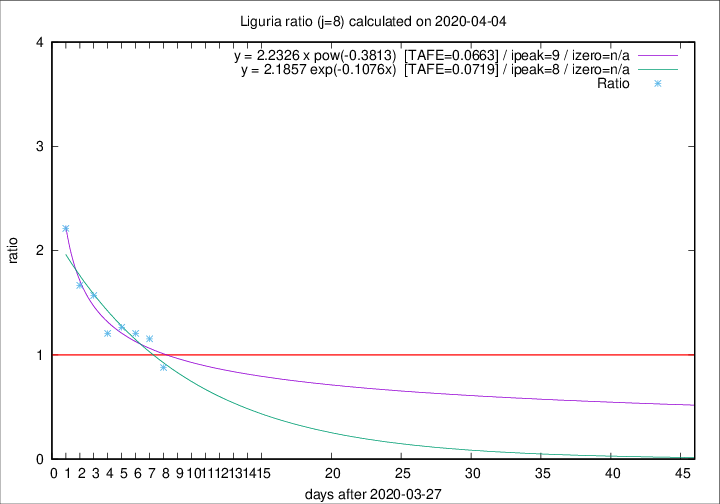 Liguria ratio (j=8) calculated on 2020-04-04
y = 2.2326 x pow(-0.3813) [TAFE=0.0663] / ipeak=9 / izero=n/a
y = 2.1857 exp(-0.1076x) [TAFE=0.0719] / ipeak=8 / izero=n/a
Ratio
4
3
2
1
0
ratio
0 1 2 3 4 5 6 7 8 9 10 11 12 13 14 15 20 25 30 35 40 45
days after 2020-03-27